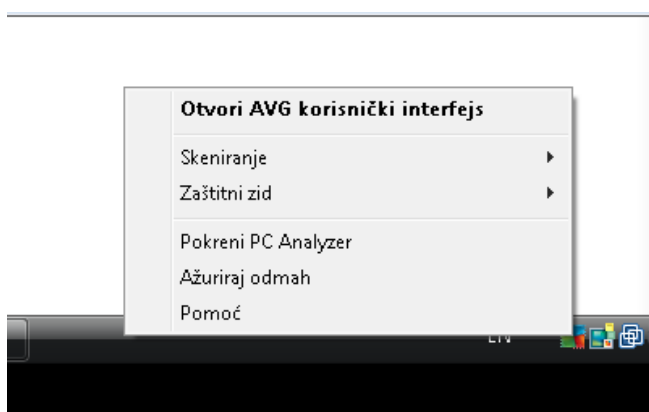 Otvori AVG korisnički interfejs
Skeniranje
Zaštitni zid
Pokreni PC Analyzer
Ažuriraj odmah
Pomoć